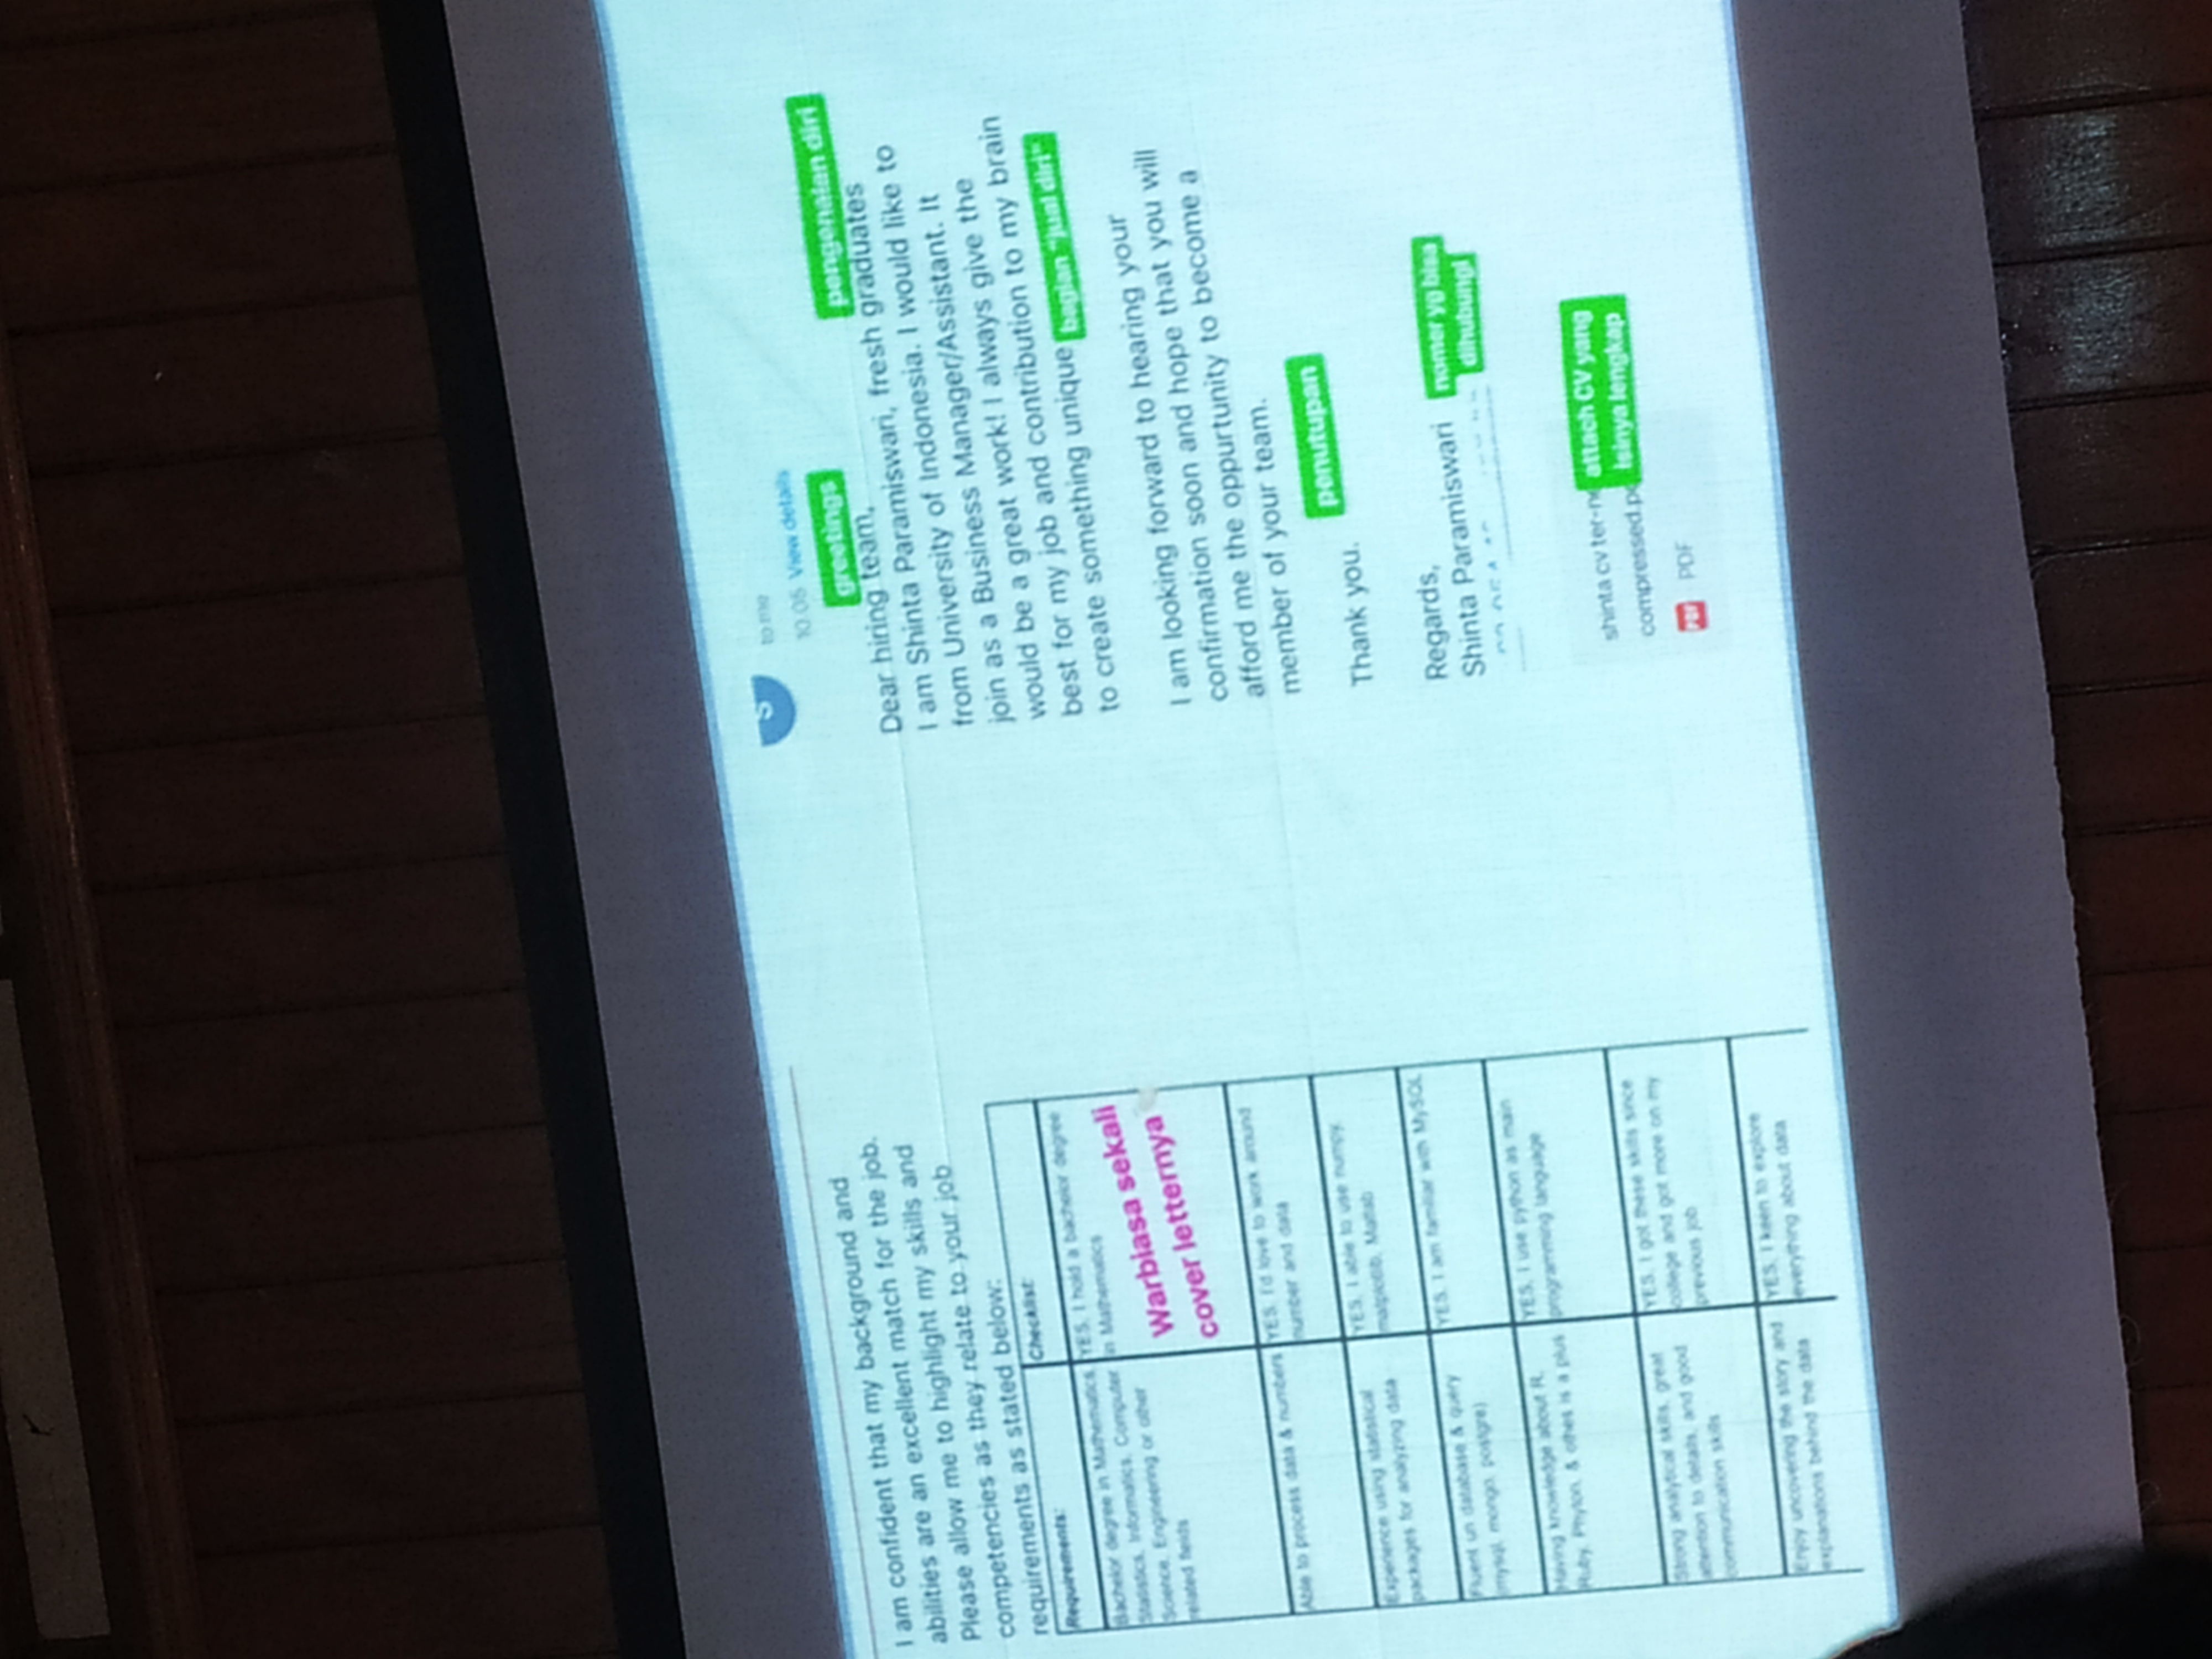 I am confident that my background and
abilities are an excellent match for the job.
Please allow me to highlight my skills and
competencies as they relate to your job
requirements as stated below:
Requirements:
Checklist:
Bachelor degree in Mathematics,
Statistics, Informatics, Computer
Science, Engineering or other
related fields
YES, I hold a bachelor degree
in Mathematics
Warbiasa sekali
cover letternya
Able to process data & numbers
YES, I'd love to work around
number and data
Experience using statistical
packages for analyzing data
YES, I able to use numpy,
matplotlib, Matlab
Fluent un database & query
(mysql, mongo, postgre)
YES, I am familiar with MySQL
Having knowledge about R,
Ruby, Phyton, & othes is a plus
YES, I use python as main
programming language
Strong analytical skills, great
attention to details, and good
communication skills
YES, I got these skills since
college and got more on my
previous job
Enjoy uncovering the story and
explanations behind the data
YES, I keen to explore
everything about data
S
to me
10.05 View details
greetings
pengenalan diri
Dear hiring team,
I am Shinta Paramiswari, fresh graduates
from University of Indonesia. I would like to
join as a Business Manager/Assistant. It
would be a great work! I always give the
best for my job and contribution to my brain
to create something unique
bagian "jual diri"
I am looking forward to hearing your
confirmation soon and hope that you will
afford me the oppurtunity to become a
member of your team.
penutupan
Thank you.
Regards,
Shinta Paramiswari
nomer yg bisa
dihubungi
shinta cv ter-
compressed.
attach CV yang
isinya lengkap
PDF PDF